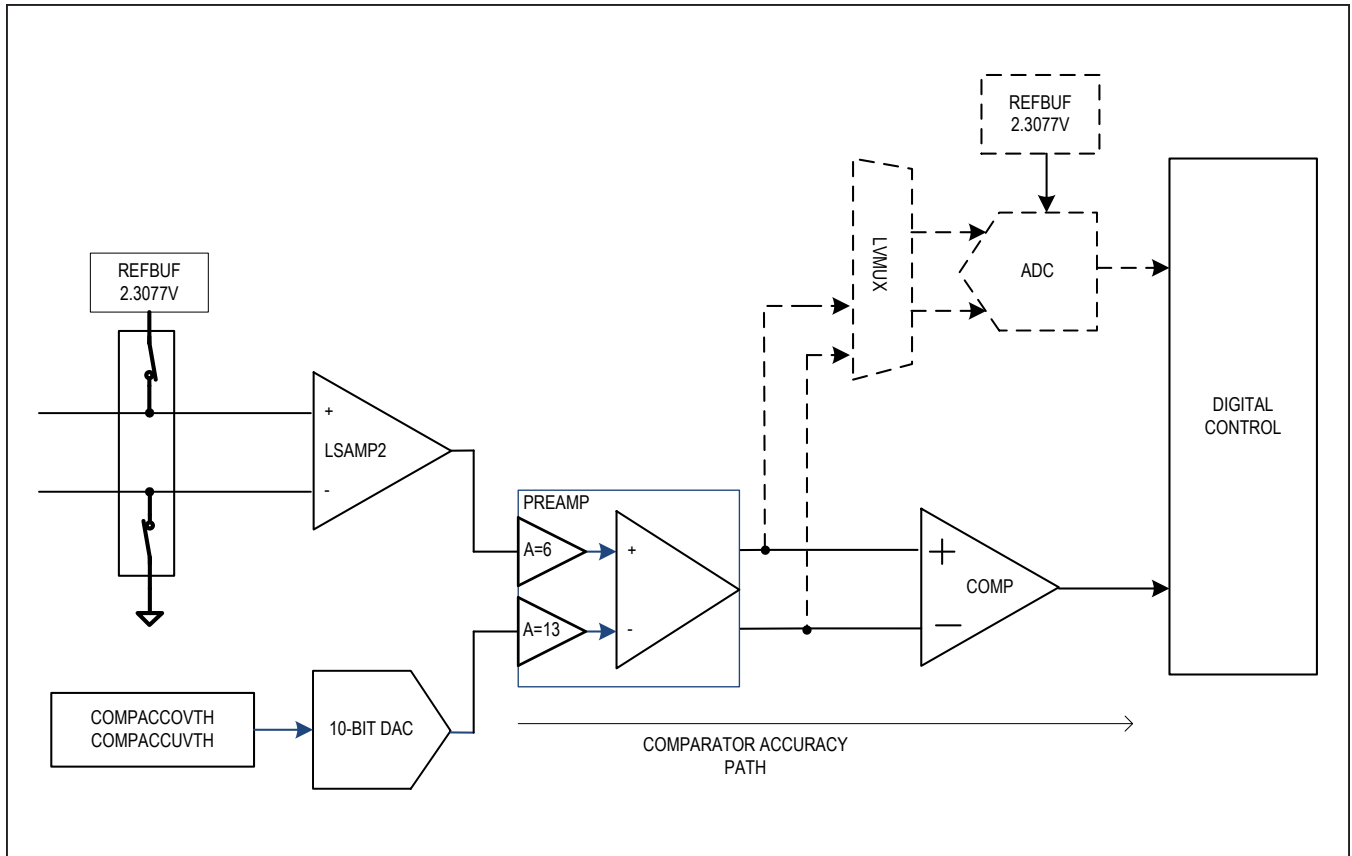 REFBUF
2.3077V
REFBUF
2.3077V
LVMUX
ADC
+
LSAMP2
-
DIGITAL
CONTROL
PREAMP
A=6
+
A=13
-
+
COMP
−
COMPACCOVTH
COMPACCUVTH
10-BIT DAC
COMPARATOR ACCURACY
PATH